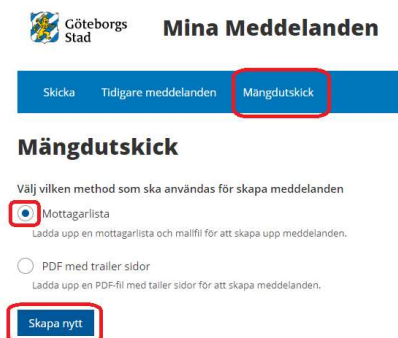 Göteborgs
Stad
Mina Meddelanden
Skicka Tidigare meddelanden Mängdutskick
Mängdutskick
Välj vilken method som ska användas för skapa meddelanden
Mottagarlista
Ladda upp en mottagarlista och mallfil för att skapa upp meddelanden.
PDF med trailer sidor
Ladda upp en PDF-fil med tailer sidor för att skapa meddelanden.
Skapa nytt